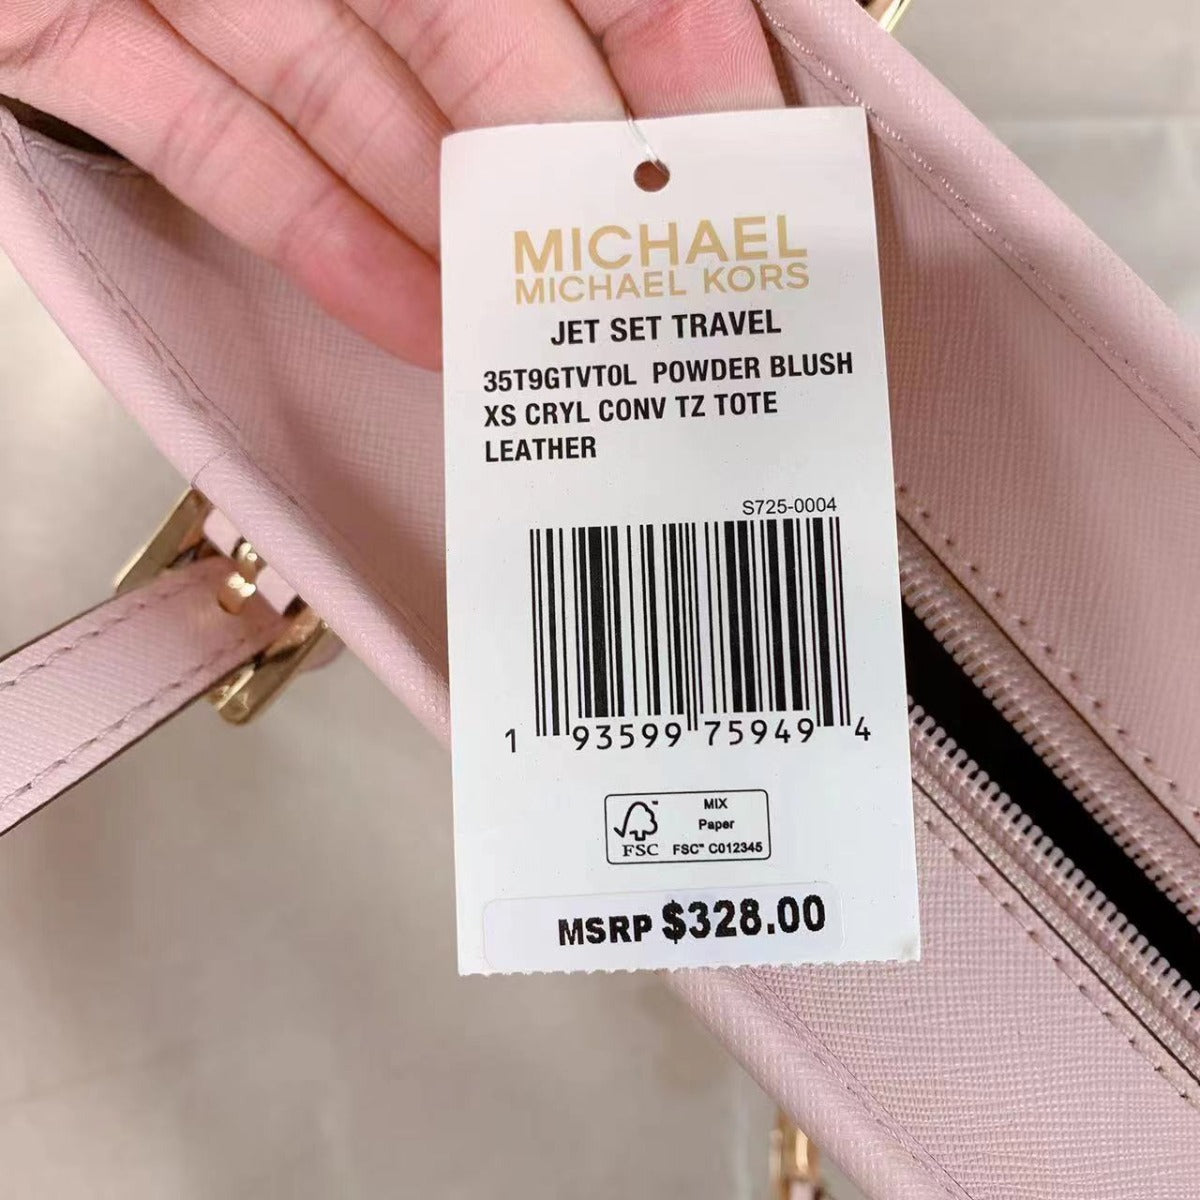 MICHAEL
MICHAEL KORS
JET SET TRAVEL
35T9GTVT0L POWDER BLUSH
XS CRYL CONV TZ TOTE
LEATHER
S725-0004
1 93599 75949 4
FSC™
MIX
Paper
FSC™ C012345
MSRP $328.00